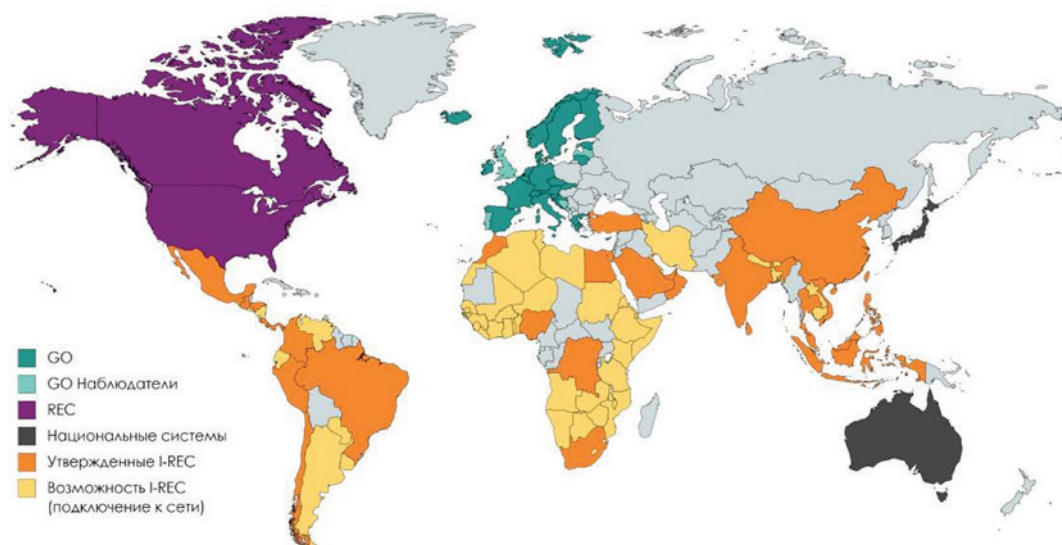 GO
GO Наблюдатели
REC
Национальные системы
Утвержденные I-REC
Возможность I-REC
(подключение к сети)